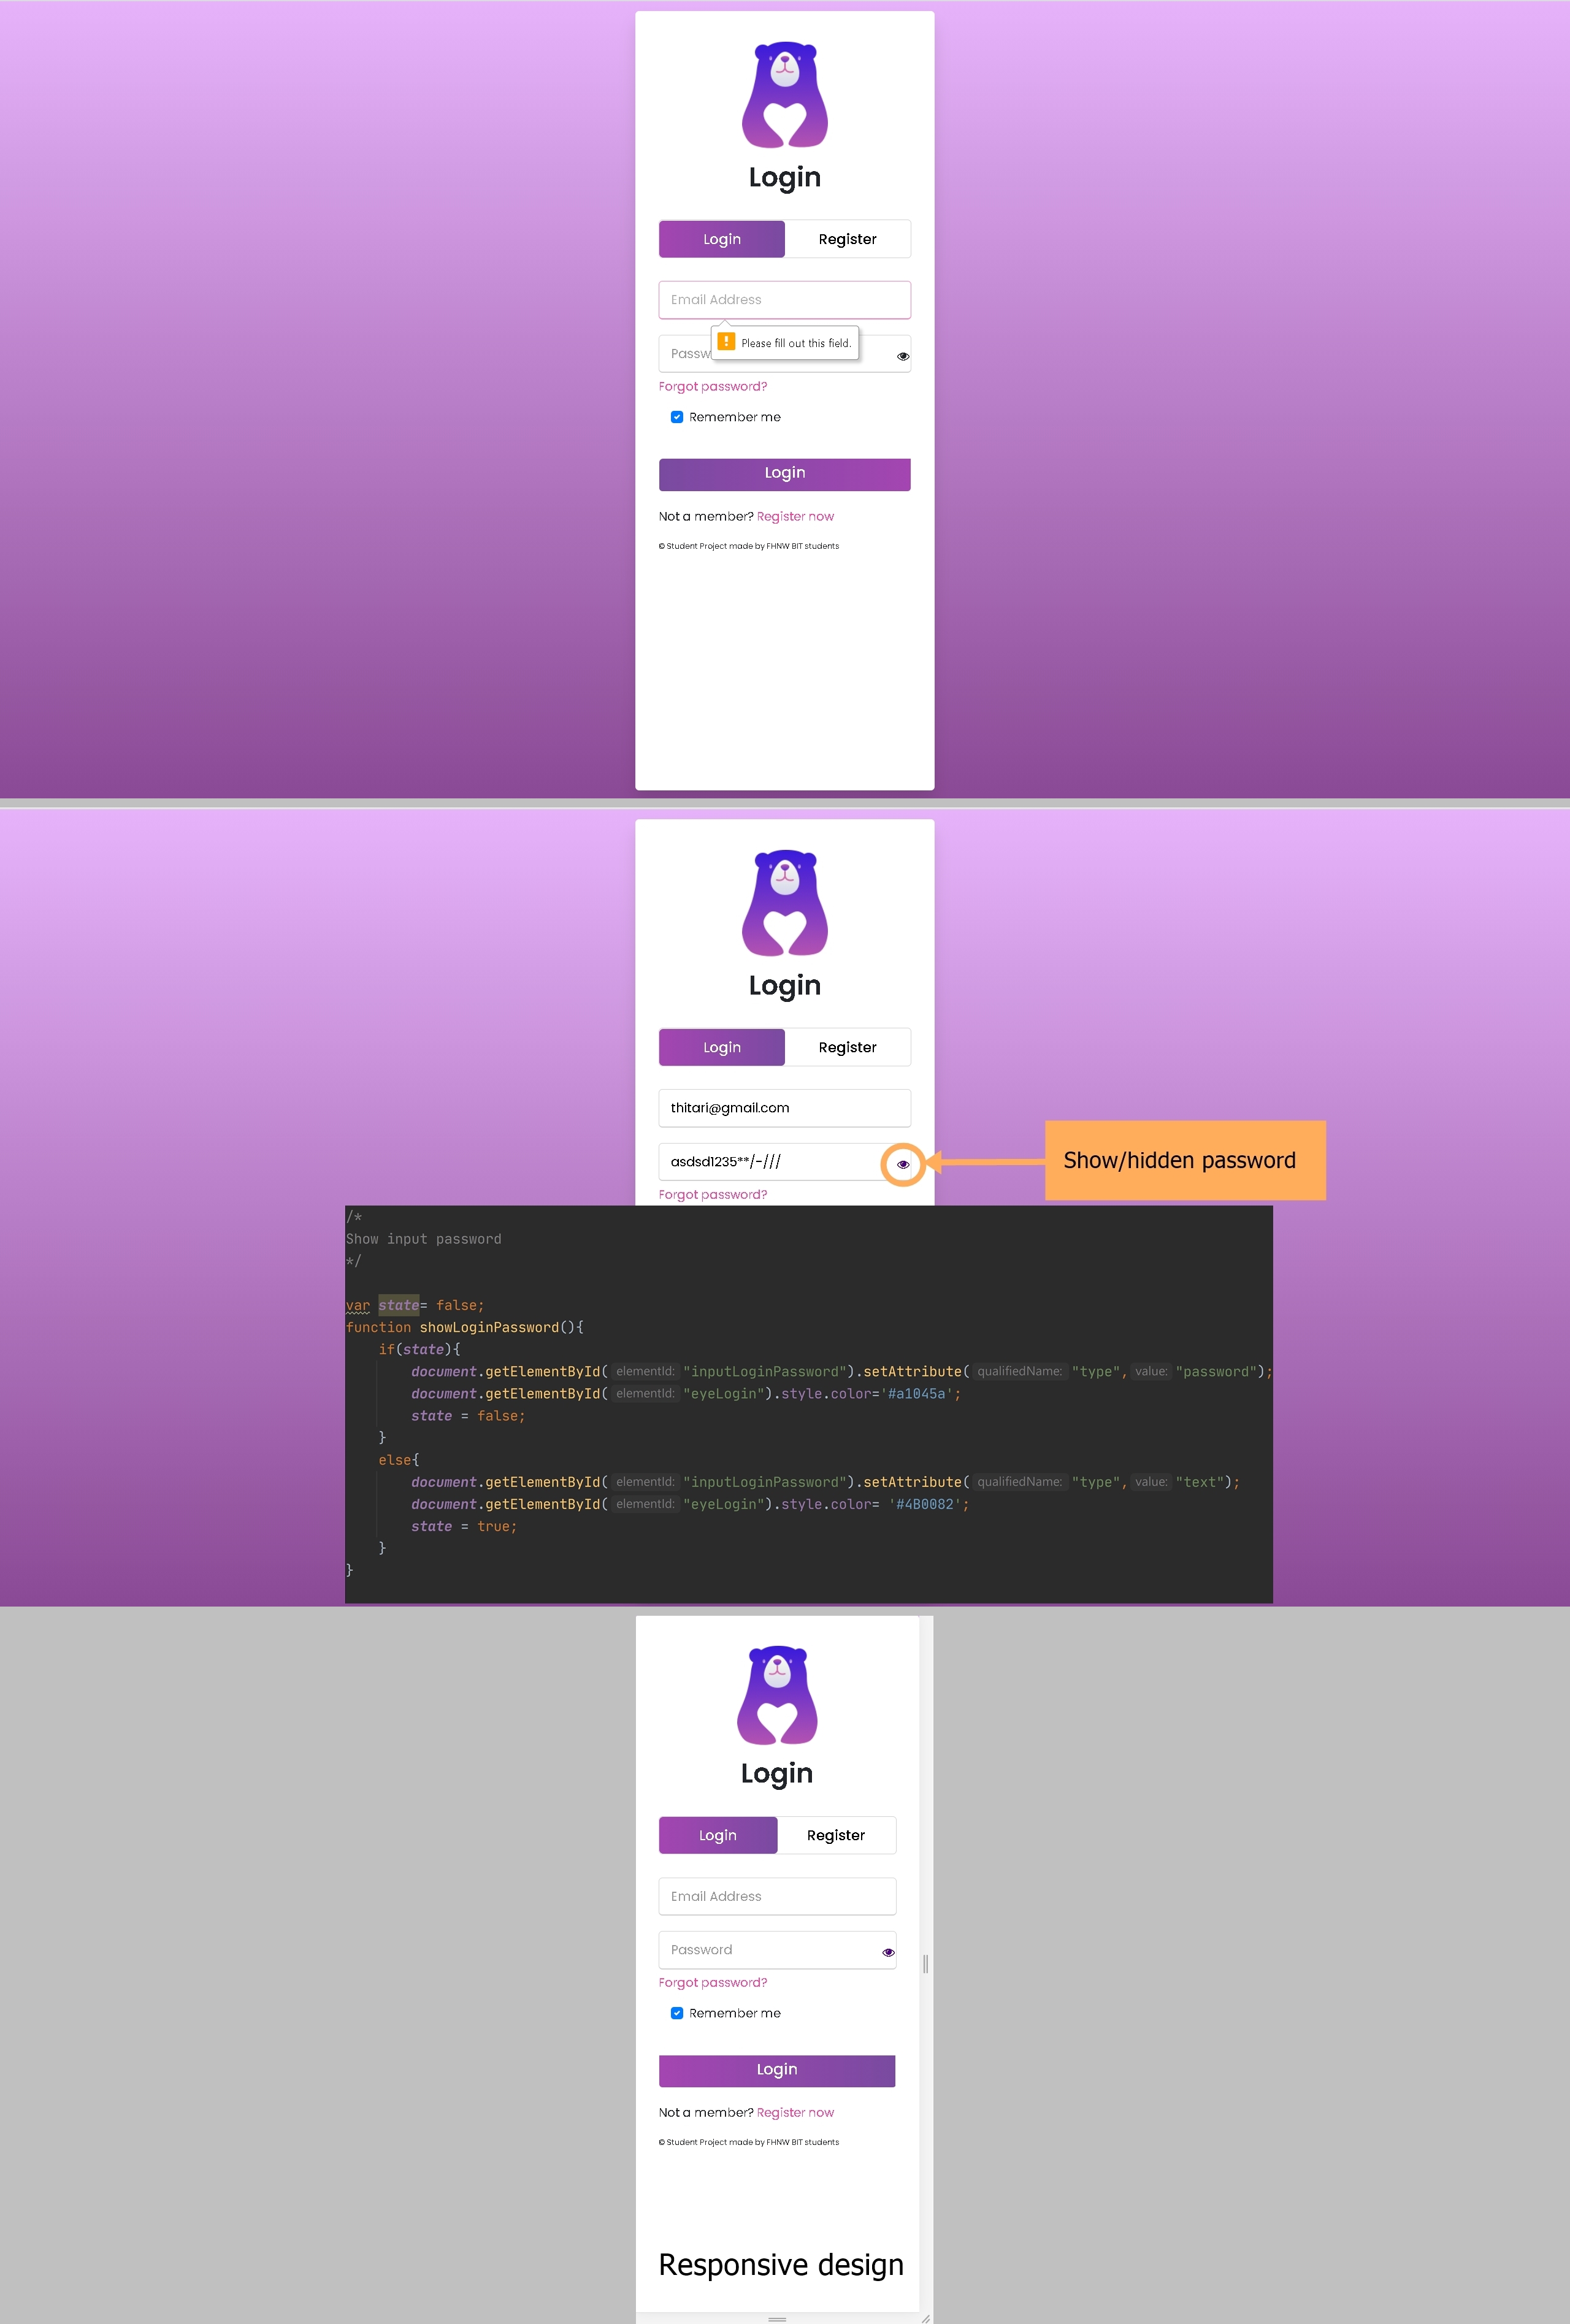 Login
Login Register
Email Address
Please fill out this field.
Passw
Forgot password?
Remember me
Login
Not a member? Register now
© Student Project made by FHNW BIT students
Login
Login Register
thitari@gmail.com
asdsd1235**/-///
Show/hidden password
Forgot password?
/*
Show input password
*/
var state= false;
function showLoginPassword(){
if(state){
document.getElementById( elementId: "inputLoginPassword").setAttribute( qualifiedName: "type", value: "password");
document.getElementById( elementId: "eyeLogin").style.color='#a1045a';
state = false;
}
else{
document.getElementById( elementId: "inputLoginPassword").setAttribute( qualifiedName: "type", value: "text");
document.getElementById( elementId: "eyeLogin").style.color= '#4B0082';
state = true;
}
}
Login
Login Register
Email Address
Password
Forgot password?
Remember me
Login
Not a member? Register now
© Student Project made by FHNW BIT students
Responsive design